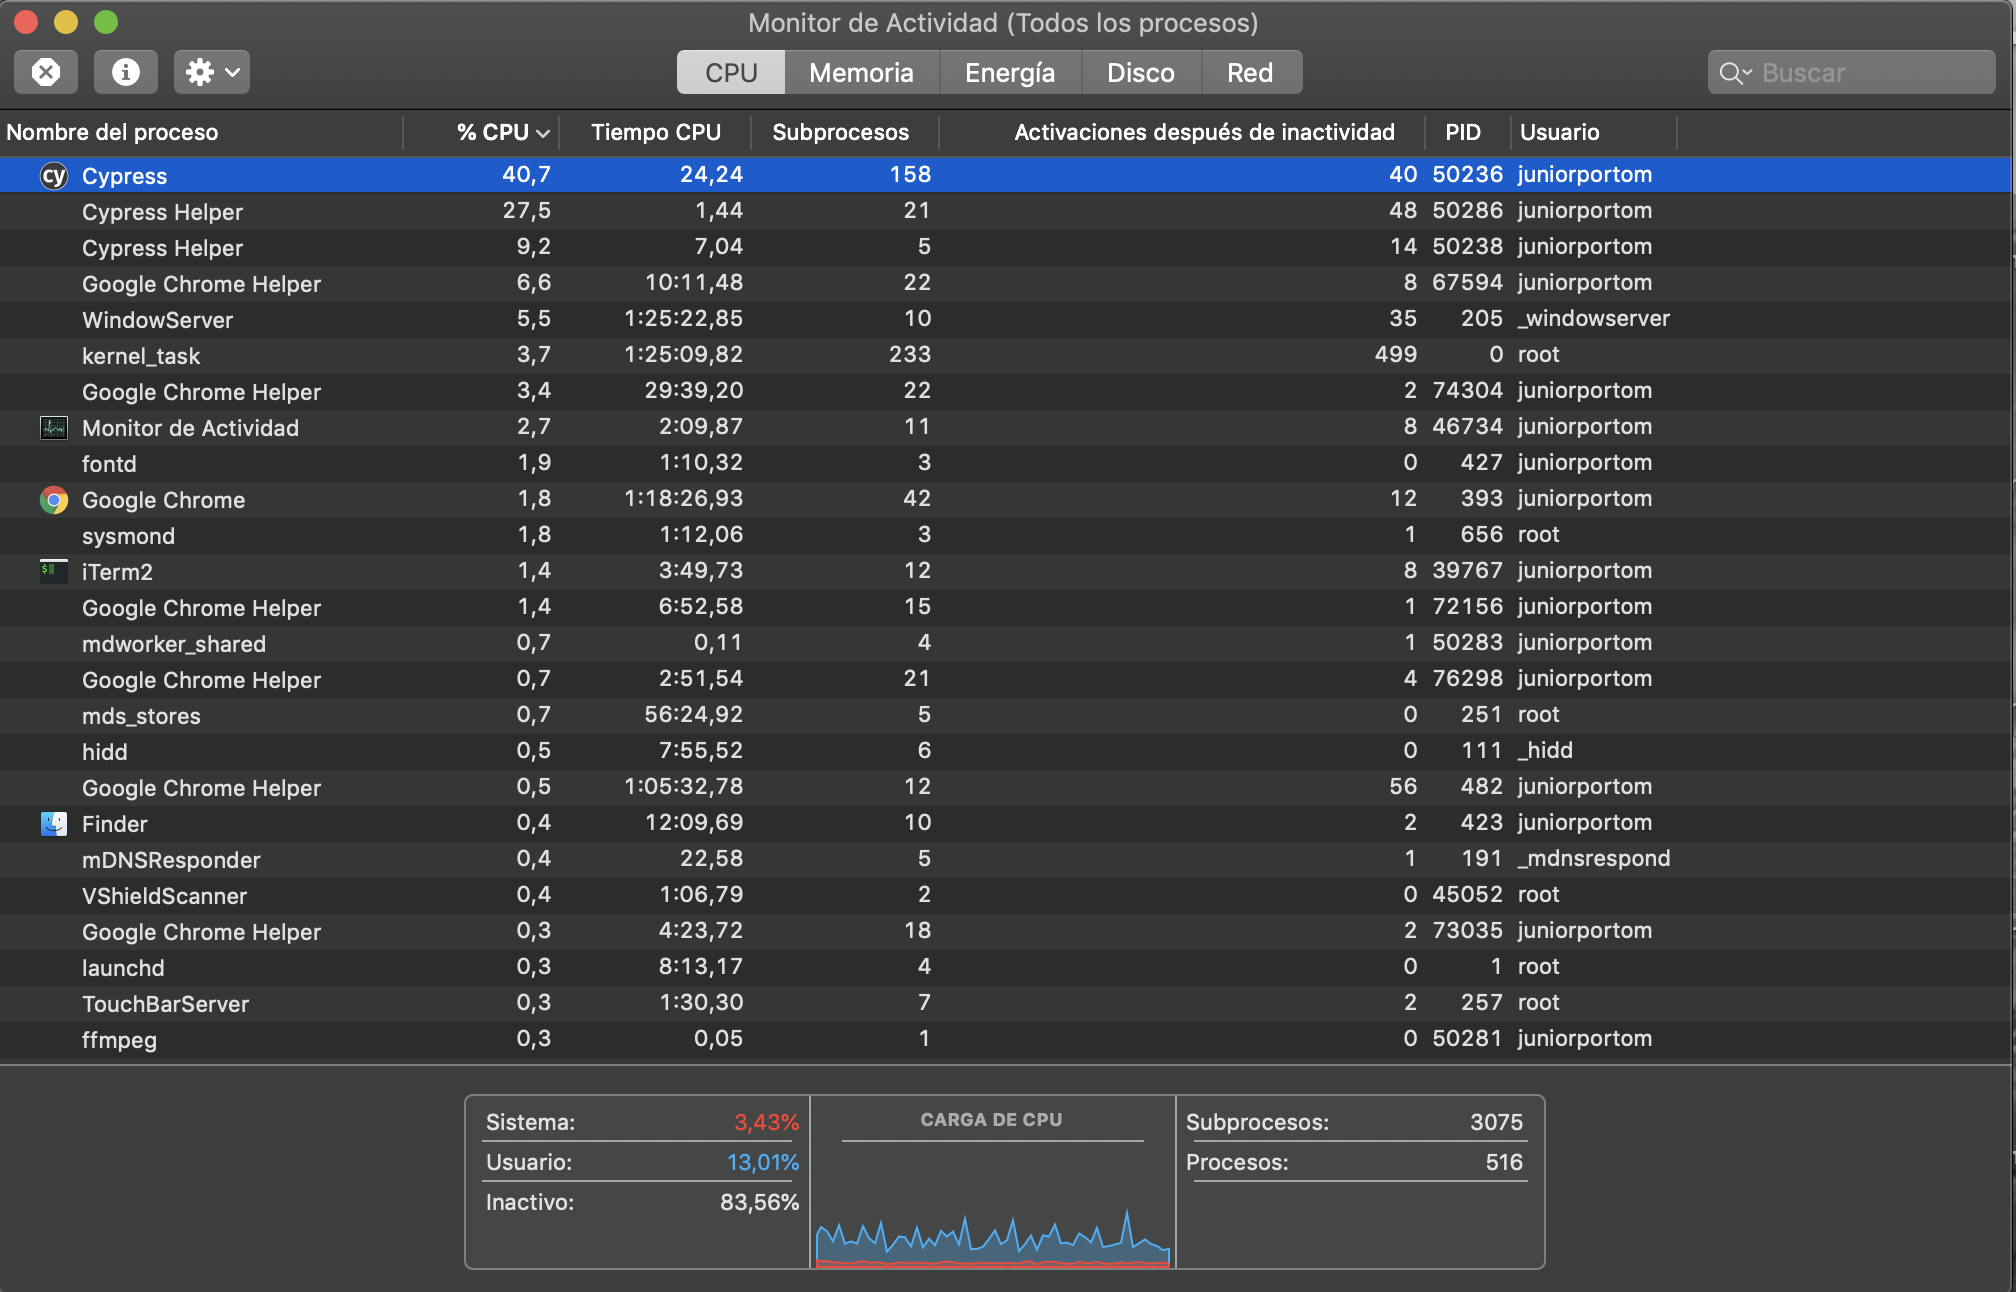 Monitor de Actividad (Todos los procesos)
CPU Memoria Energía Disco Red Buscar
Nombre del proceso % CPU Tiempo CPU Subprocesos Activaciones después de inactividad PID Usuario
cy Cypress 40,7 24,24 158 40 50236 juniorportom
Cypress Helper 27,5 1,44 21 48 50286 juniorportom
Cypress Helper 9,2 7,04 5 14 50238 juniorportom
Google Chrome Helper 6,6 10:11,48 22 8 67594 juniorportom
WindowServer 5,5 1:25:22,85 10 35 205 _windowserver
kernel_task 3,7 1:25:09,82 233 499 0 root
Google Chrome Helper 3,4 29:39,20 22 2 74304 juniorportom
Monitor de Actividad 2,7 2:09,87 11 8 46734 juniorportom
fontd 1,9 1:10,32 3 0 427 juniorportom
Google Chrome 1,8 1:18:26,93 42 12 393 juniorportom
sysmond 1,8 1:12,06 3 1 656 root
$ iTerm2 1,4 3:49,73 12 8 39767 juniorportom
Google Chrome Helper 1,4 6:52,58 15 1 72156 juniorportom
mdworker_shared 0,7 0,11 4 1 50283 juniorportom
Google Chrome Helper 0,7 2:51,54 21 4 76298 juniorportom
mds_stores 0,7 56:24,92 5 0 251 root
hidd 0,5 7:55,52 6 0 111 _hidd
Google Chrome Helper 0,5 1:05:32,78 12 56 482 juniorportom
Finder 0,4 12:09,69 10 2 423 juniorportom
mDNSResponder 0,4 22,58 5 1 191 _mdnsrespond
VShieldScanner 0,4 1:06,79 2 0 45052 root
Google Chrome Helper 0,3 4:23,72 18 2 73035 juniorportom
launchd 0,3 8:13,17 4 0 1 root
TouchBarServer 0,3 1:30,30 7 2 257 root
ffmpeg 0,3 0,05 1 0 50281 juniorportom
Sistema: 3,43% CARGA DE CPU Subprocesos: 3075
Usuario: 13,01% Procesos: 516
Inactivo: 83,56%